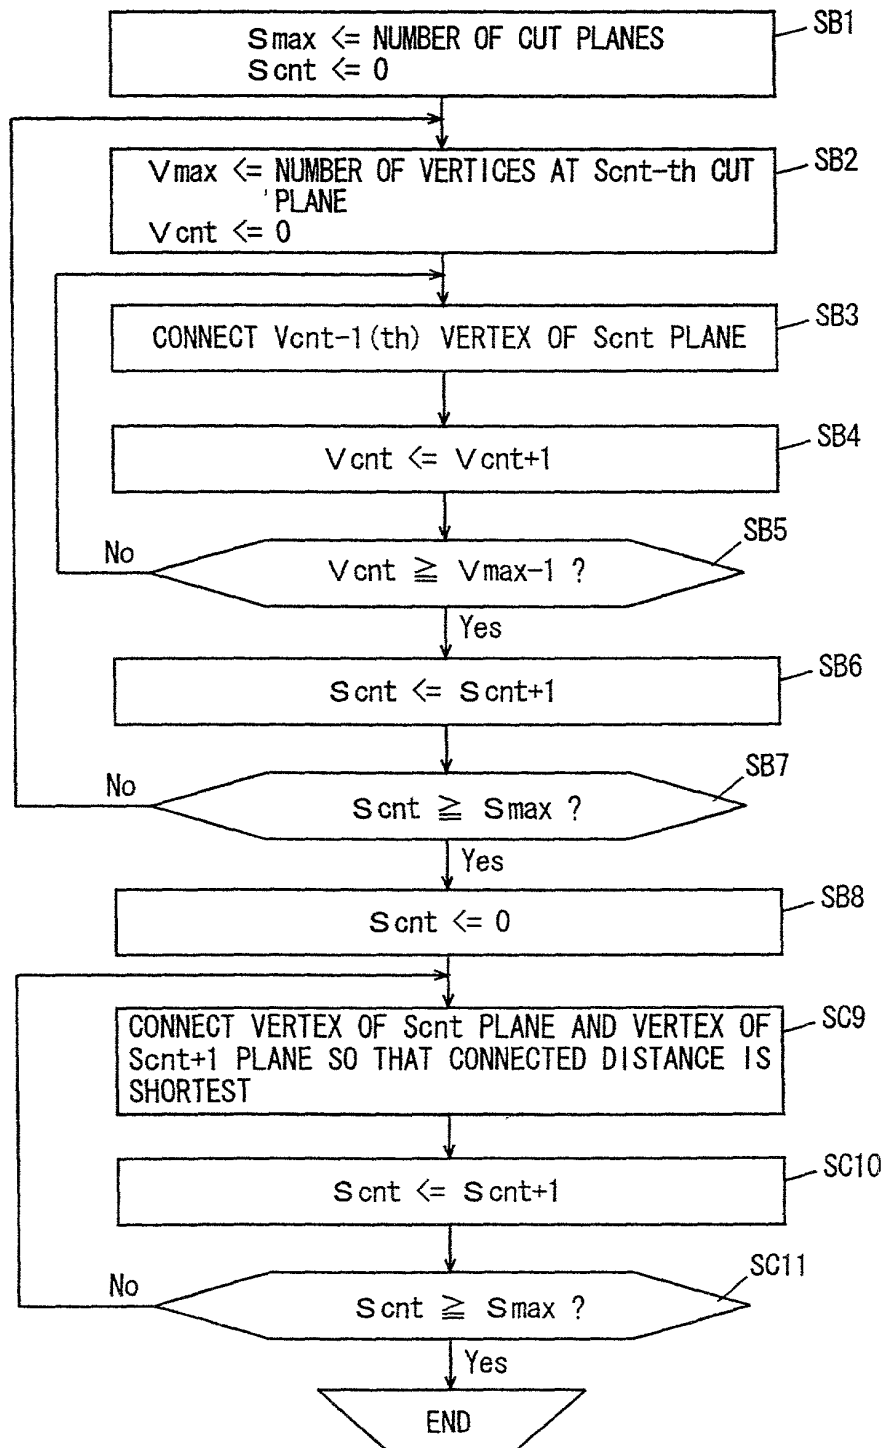 Smax <= NUMBER OF CUT PLANES
Scnt <= 0
SB1
Vmax <= NUMBER OF VERTICES AT Scnt-th CUT
PLANE
Vcnt <= 0
SB2
CONNECT Vcnt-1(th) VERTEX OF Scnt PLANE
SB3
Vcnt <= Vcnt+1
SB4
Vcnt ≧ Vmax-1 ?
SB5
No
Yes
Scnt <= Scnt+1
SB6
Scnt ≧ Smax ?
SB7
No
Yes
Scnt <= 0
SB8
CONNECT VERTEX OF Scnt PLANE AND VERTEX OF
Scnt+1 PLANE SO THAT CONNECTED DISTANCE IS
SHORTEST
SC9
Scnt <= Scnt+1
SC10
Scnt ≧ Smax ?
SC11
No
Yes
END